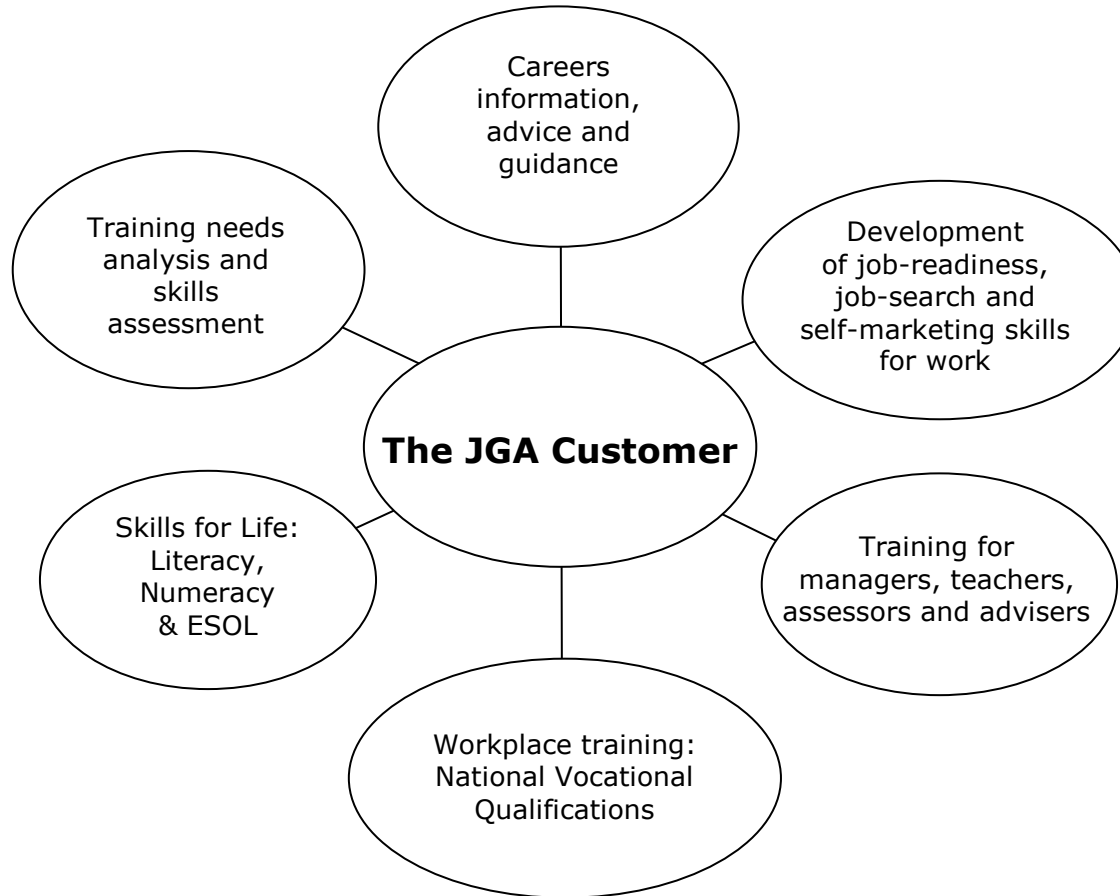 Careers
information,
advice and
guidance
Training needs
analysis and
skills
assessment
Development
of job-readiness,
job-search and
self-marketing skills
for work
The JGA Customer
Skills for Life:
Literacy,
Numeracy
& ESOL
Training for
managers, teachers,
assessors and advisers
Workplace training:
National Vocational
Qualifications